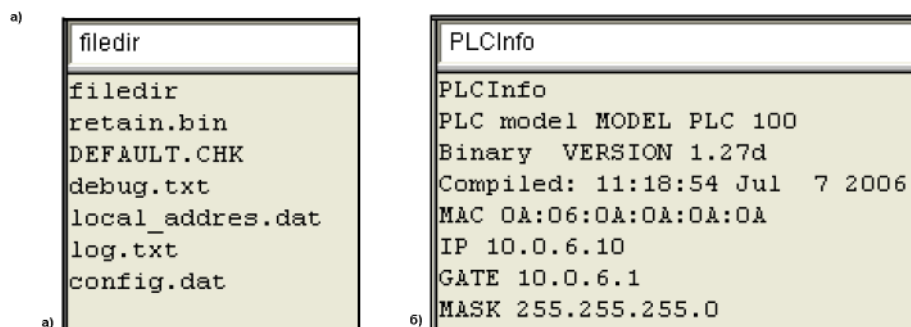 а)
filedir
filedir
retain.bin
DEFAULT.CHK
debug.txt
local_addres.dat
log.txt
config.dat
а)
PLCInfo
PLCInfo
PLC model MODEL PLC 100
Binary  VERSION 1.27d
Compiled: 11:18:54 Jul  7 2006
MAC 0A:06:0A:0A:0A:0A
IP 10.0.6.10
GATE 10.0.6.1
MASK 255.255.255.0
б)